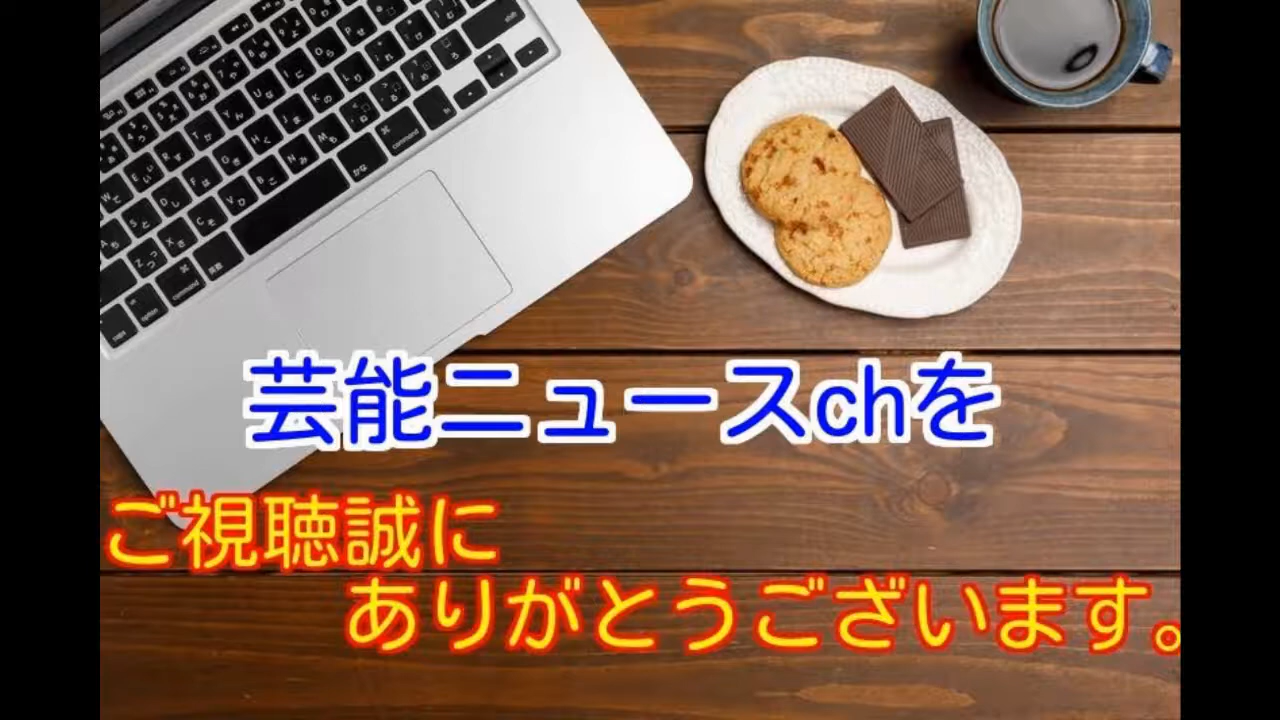 芸能ニュースchを
ご視聴誠に
ありがとうございます。